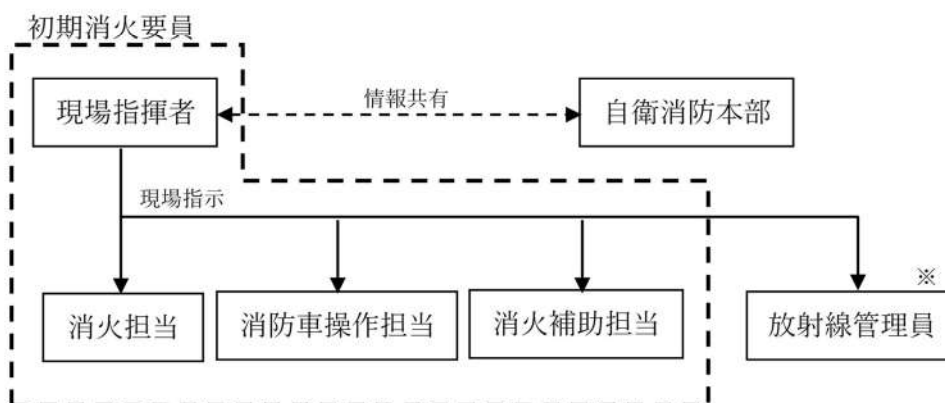 初期消火要員
現場指揮者
情報共有
自衛消防本部
現場指示
※
消火担当
消防車操作担当
消火補助担当
放射線管理員